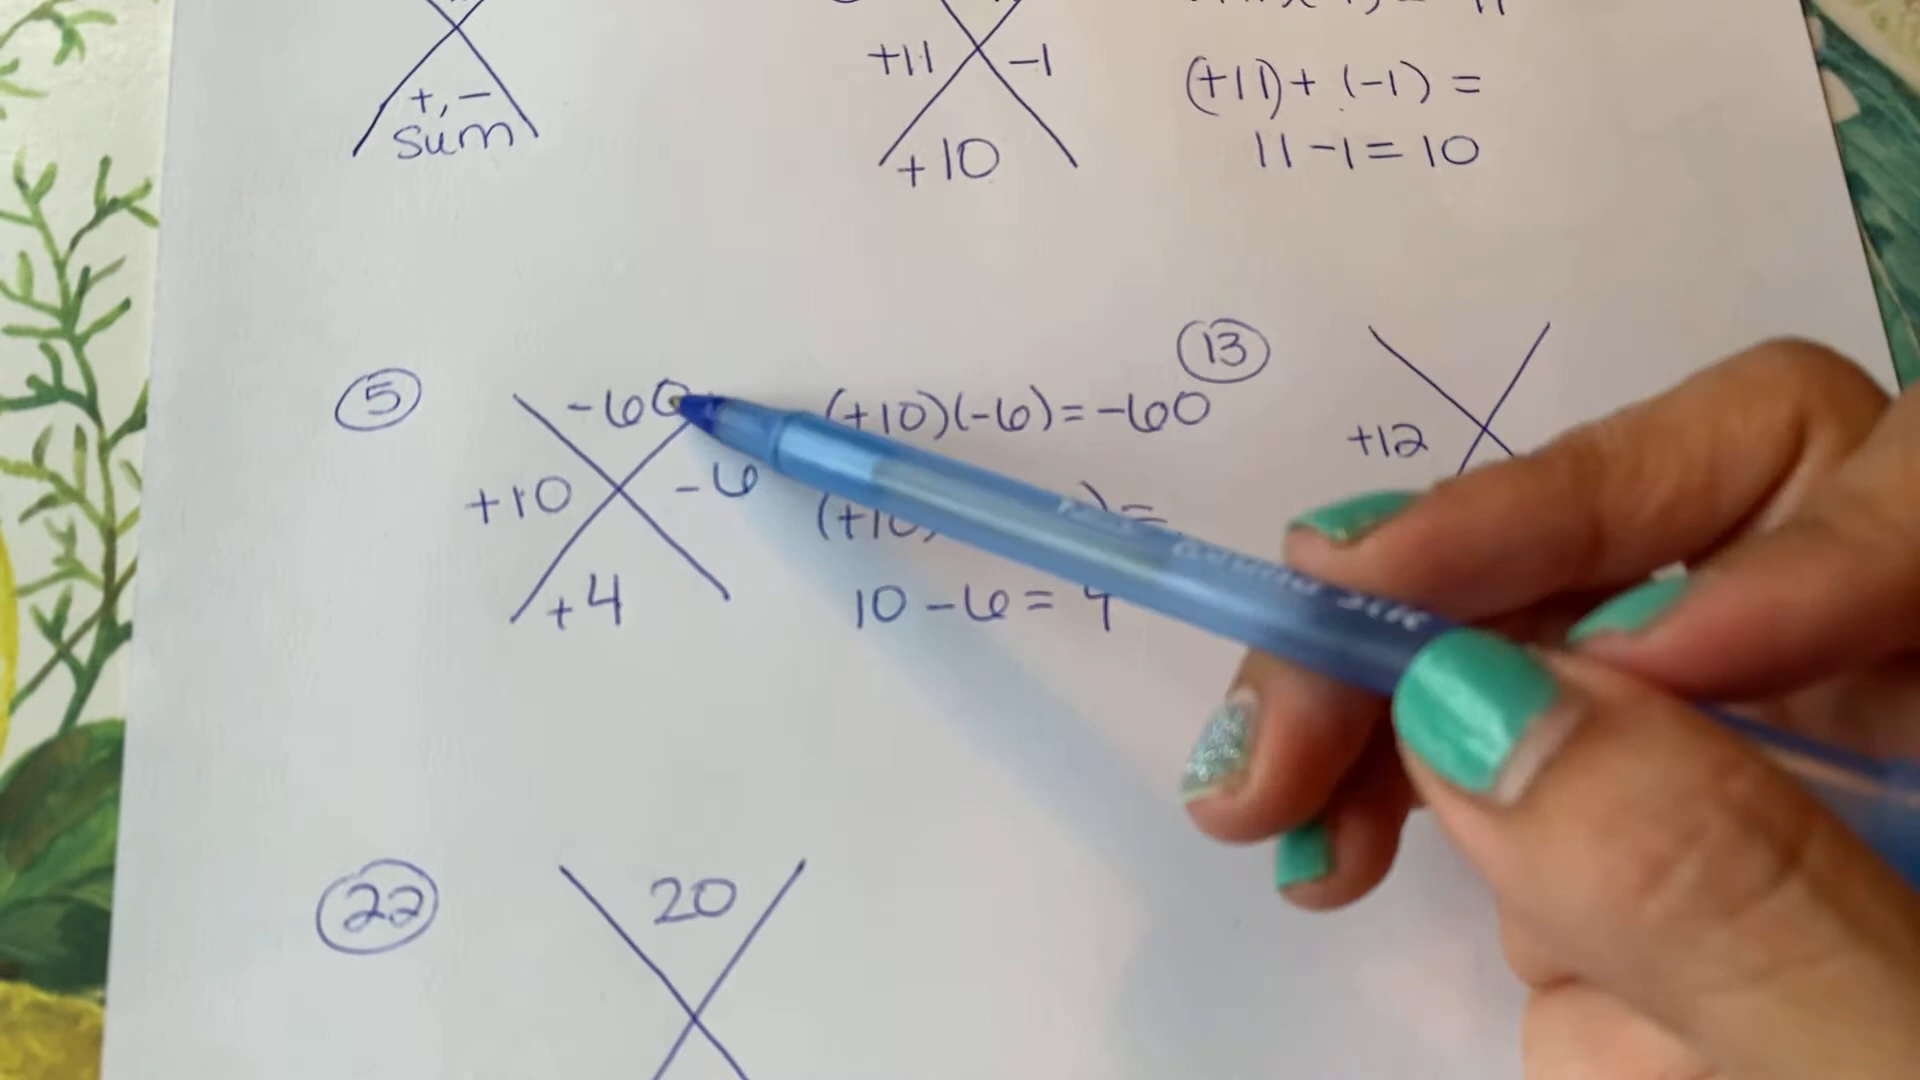 +, -
Sum
+11
-1
+10
(+11) + (-1) =
11 - 1 = 10
5
-60
+10
-6
+4
(+10)(-6) = -60
(+10) =
10 - 6 = 4
13
+12
22
20